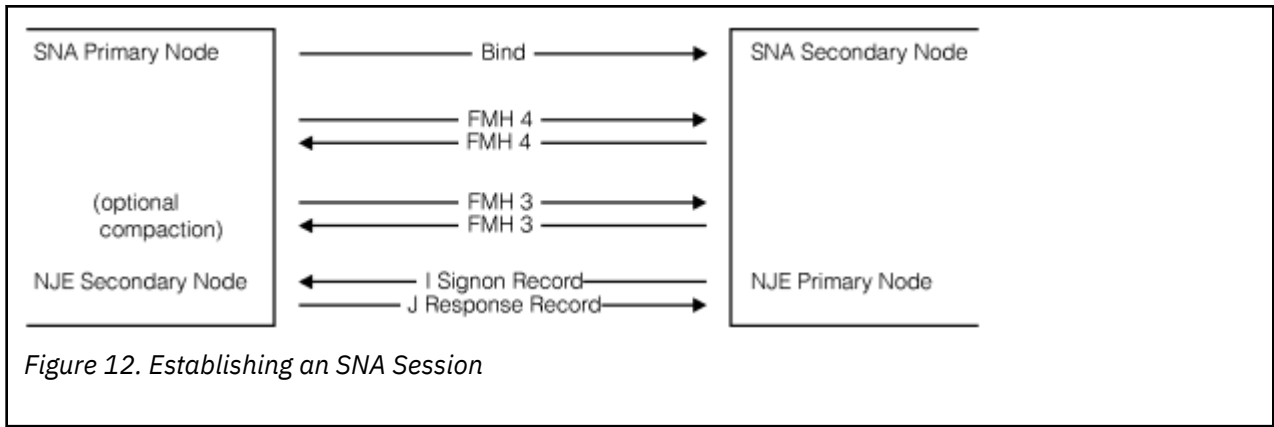 SNA Primary Node
Bind
SNA Secondary Node
FMH 4
FMH 4
(optional
compaction)
FMH 3
FMH 3
NJE Secondary Node
I Signon Record
NJE Primary Node
J Response Record
Figure 12. Establishing an SNA Session